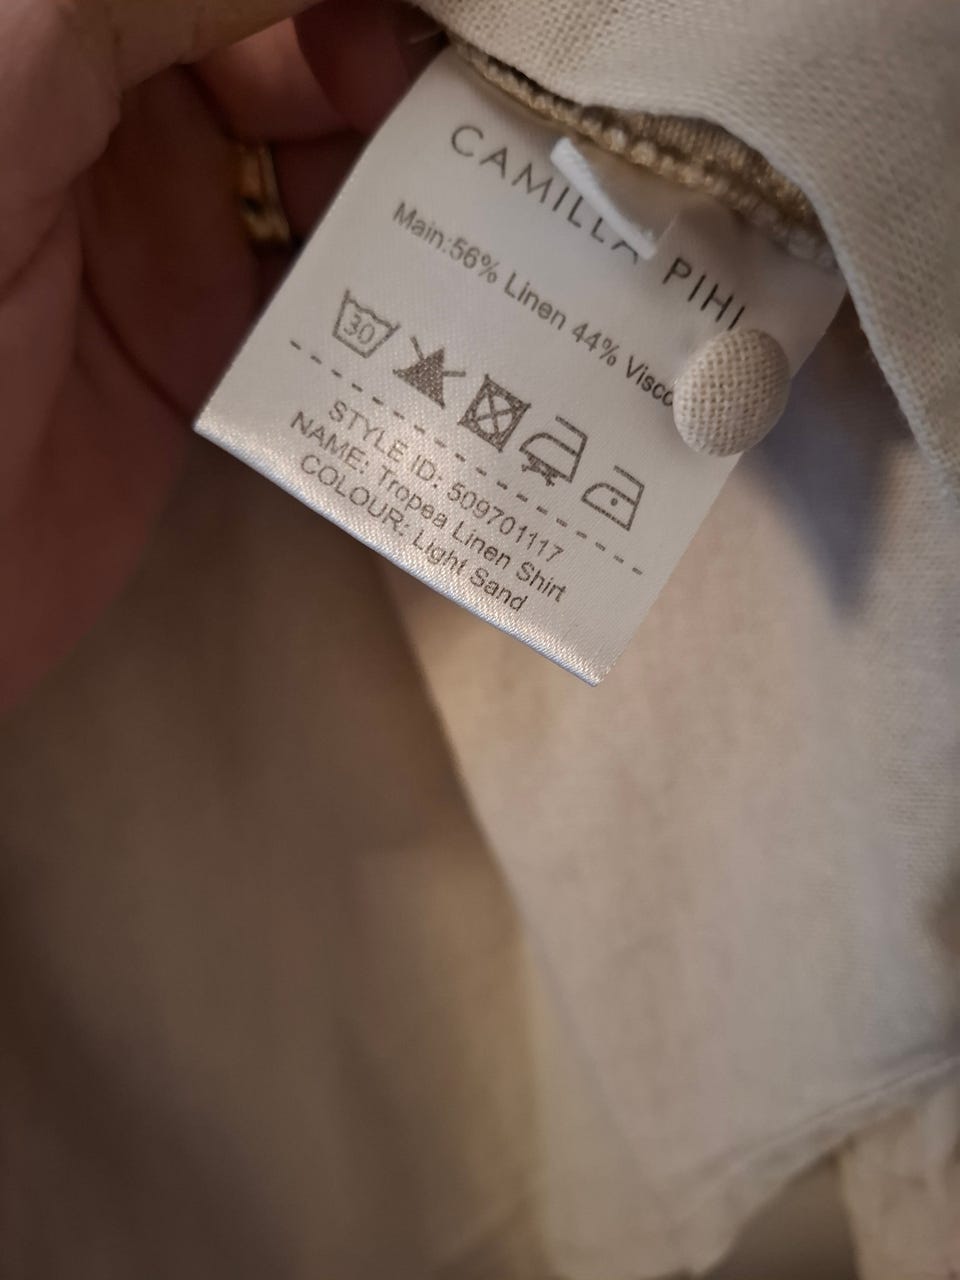 CAMILLA PIHL
Main:56% Linen 44% Visco
30
STYLE ID: 509701117
NAME: Tropea Linen Shirt
COLOUR: Light Sand